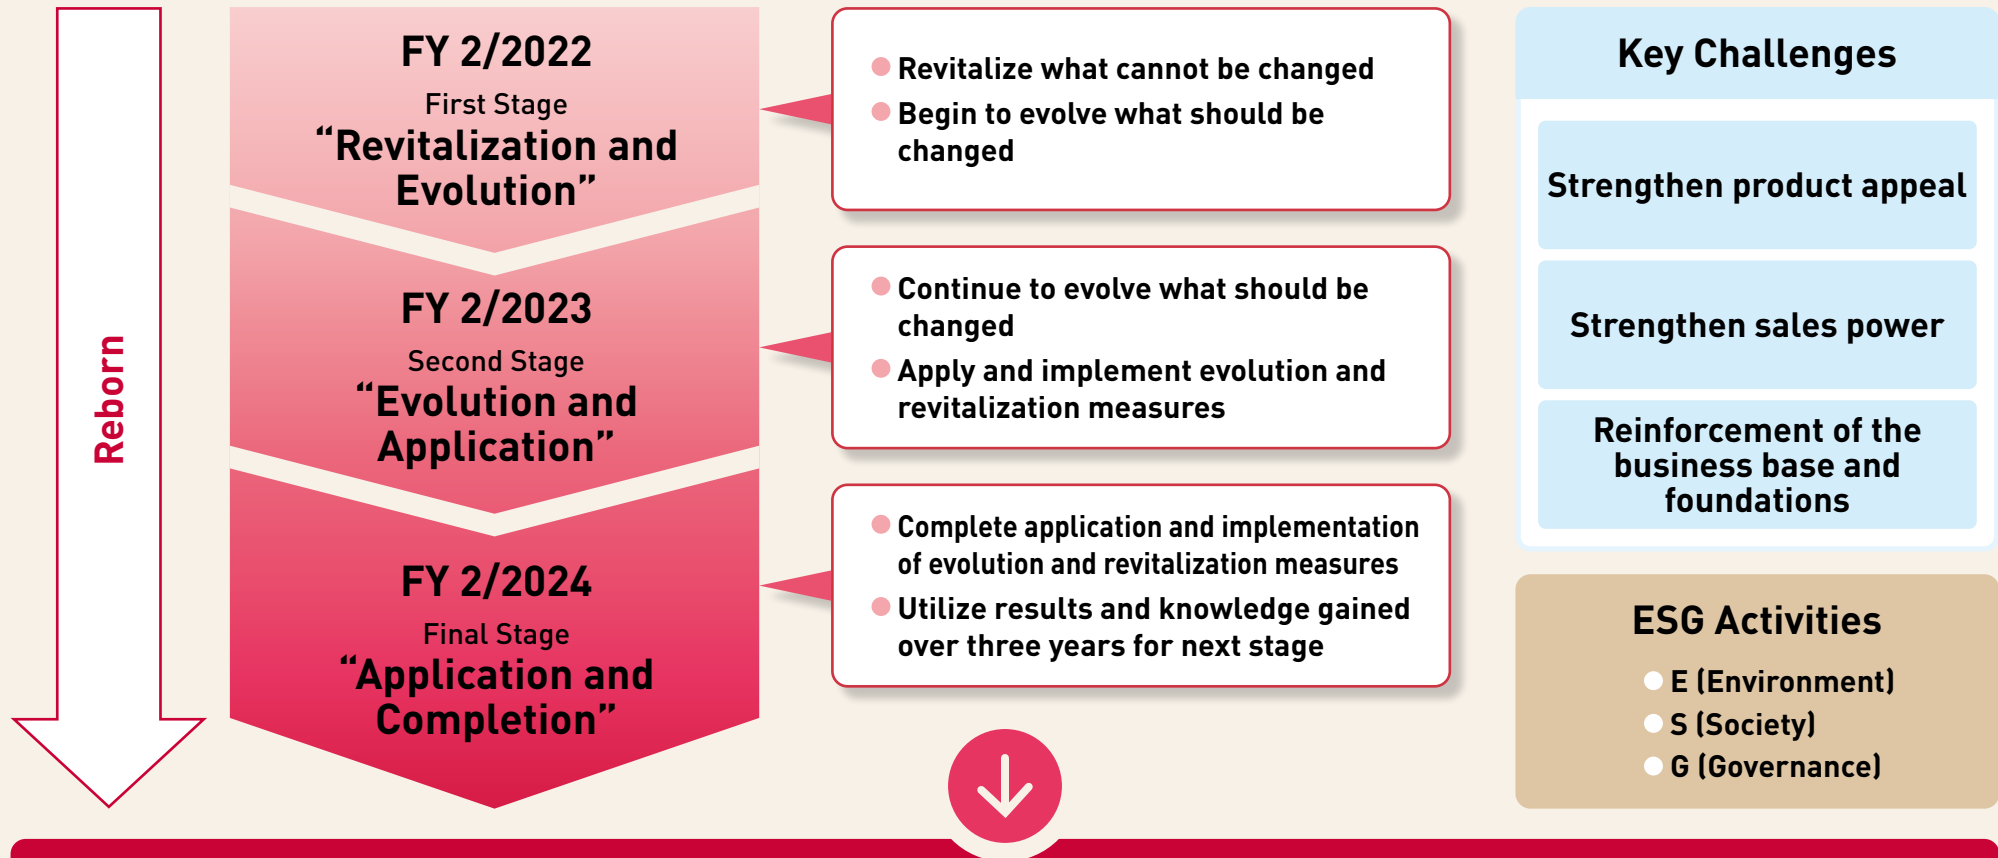 Reborn
FY 2/2022
First Stage
“Revitalization and
Evolution”
Revitalize what cannot be changed
Begin to evolve what should be
changed
FY 2/2023
Second Stage
“Evolution and
Application”
Continue to evolve what should be
changed
Apply and implement evolution and
revitalization measures
FY 2/2024
Final Stage
“Application and
Completion”
Complete application and implementation
of evolution and revitalization measures
Utilize results and knowledge gained
over three years for next stage
Key Challenges
Strengthen product appeal
Strengthen sales power
Reinforcement of the
business base and
foundations
ESG Activities
E (Environment)
S (Society)
G (Governance)